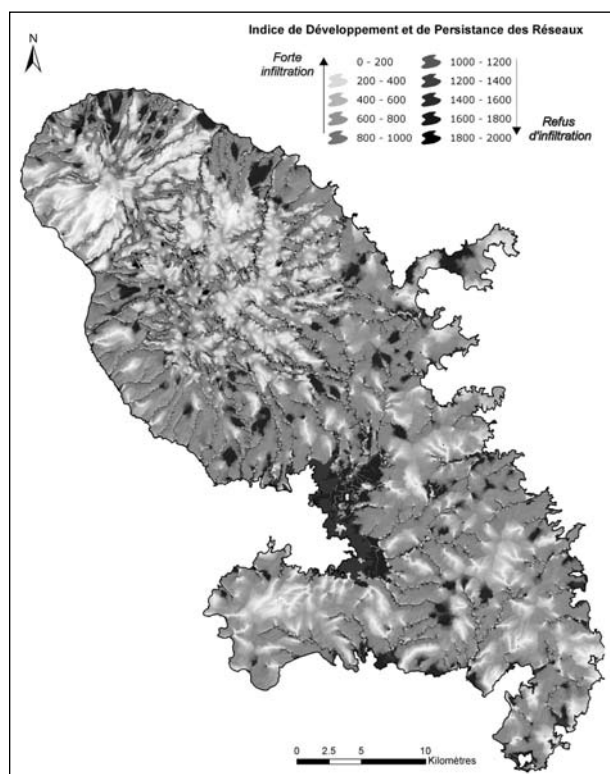 Indice de Développement et de Persistance des Réseaux
N
Forte
infiltration
0 - 200
200 - 400
400 - 600
600 - 800
800 - 1000
1000 - 1200
1200 - 1400
1400 - 1600
1600 - 1800
1800 - 2000
Refus
d'infiltration
0 2.5 5 10
Kilomètres